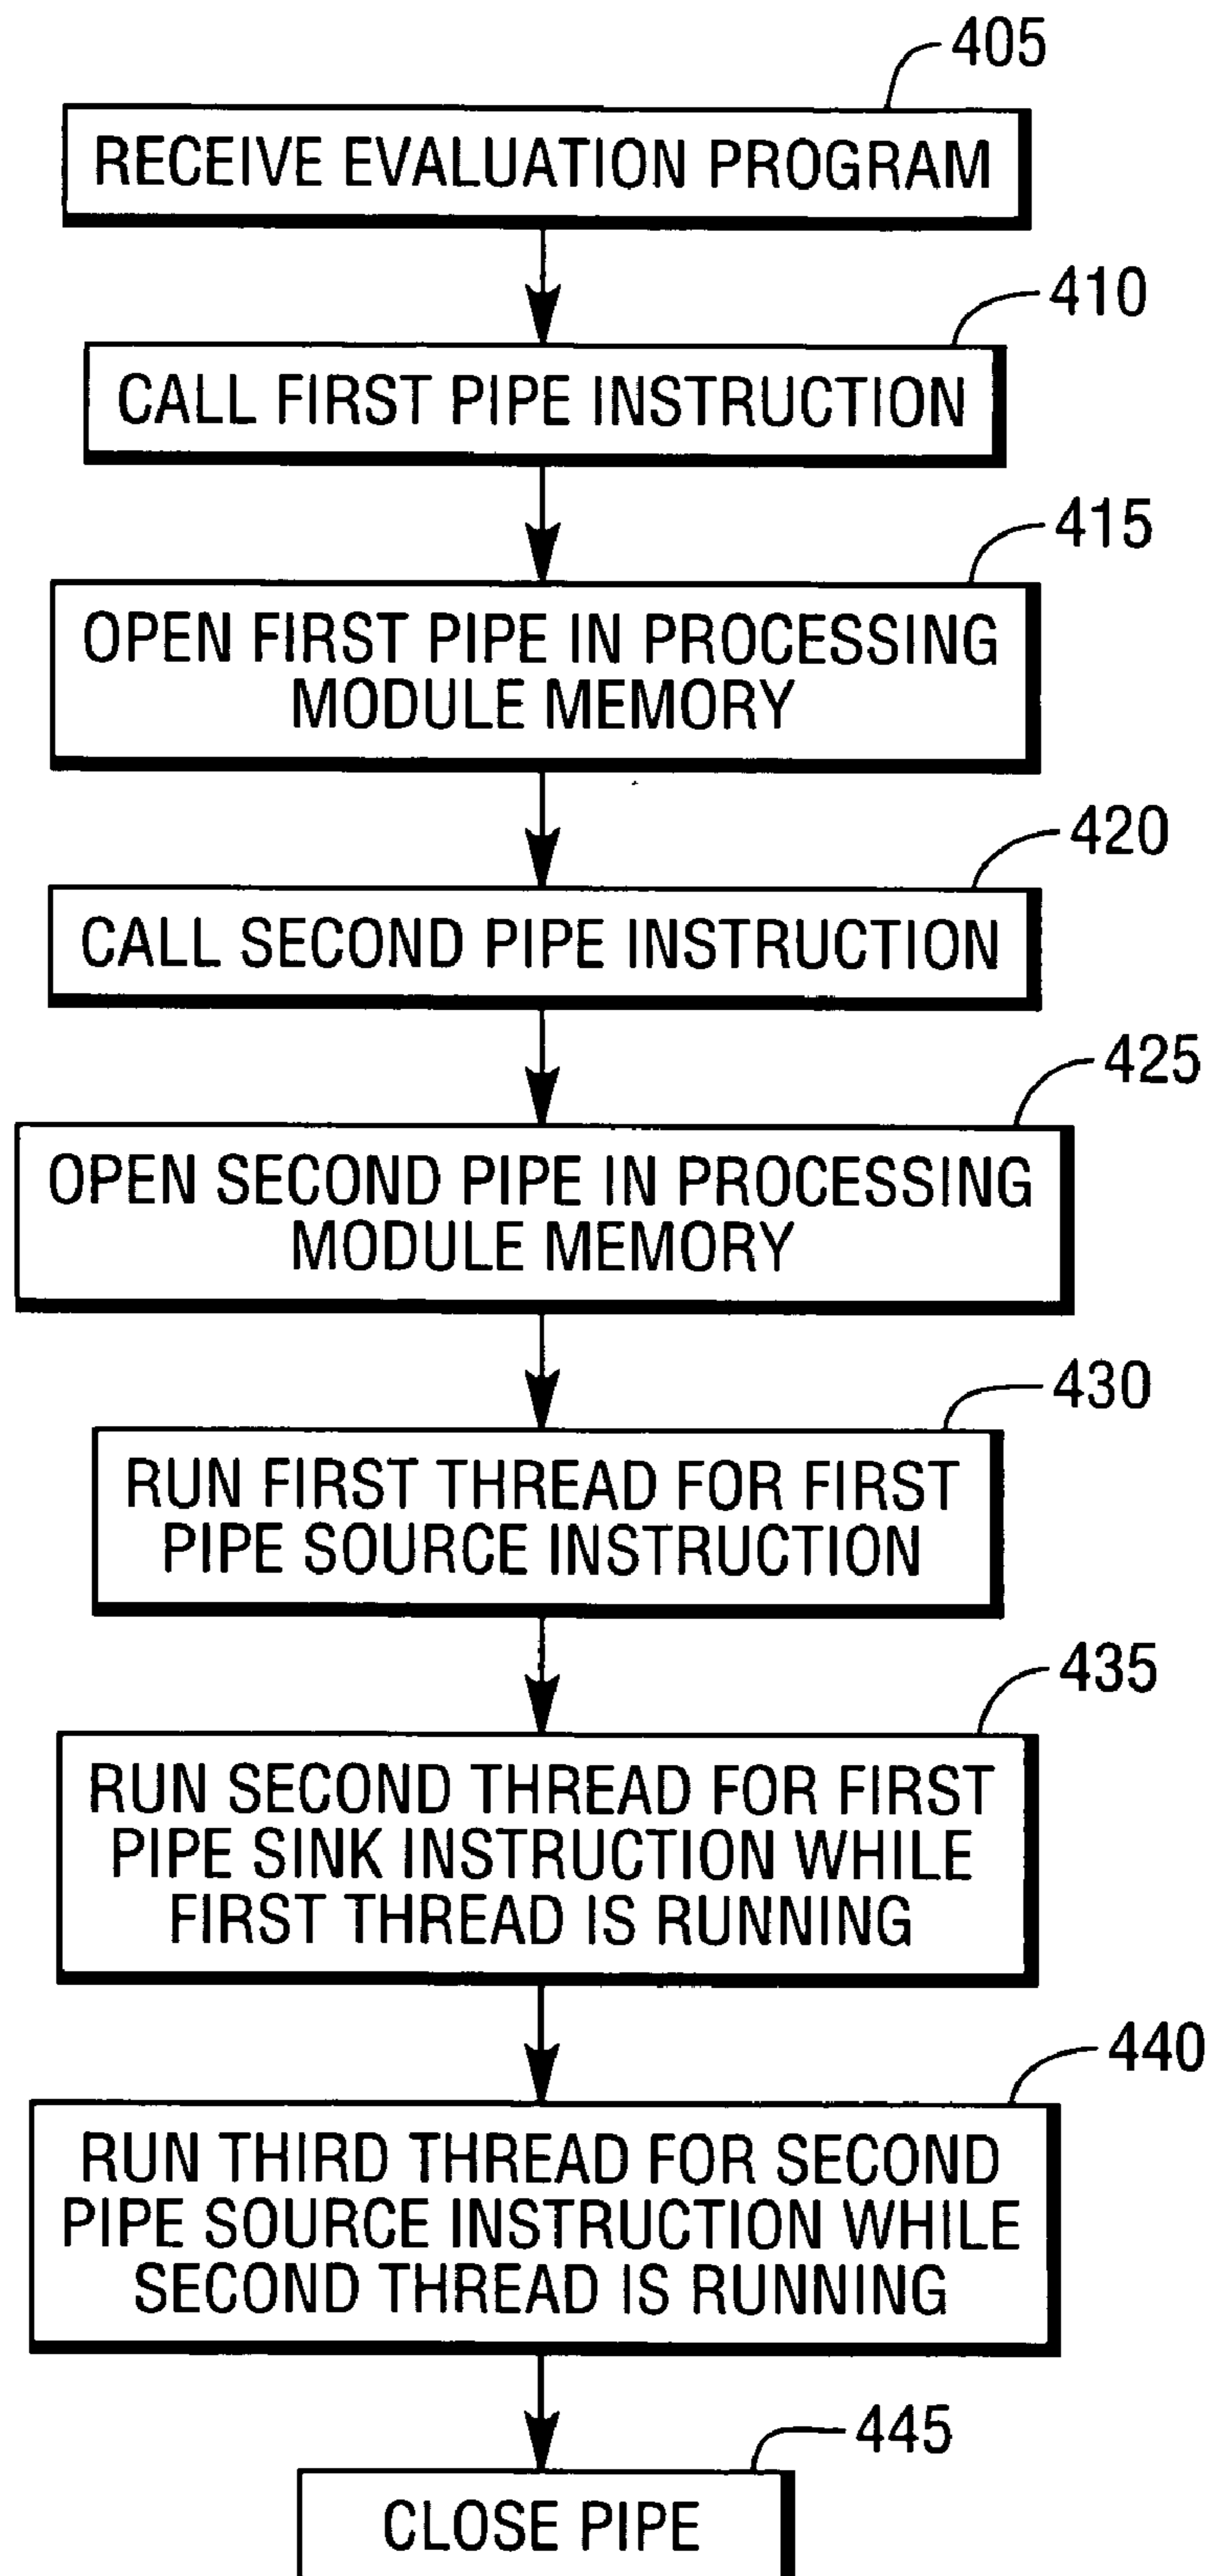 405
RECEIVE EVALUATION PROGRAM
410
CALL FIRST PIPE INSTRUCTION
415
OPEN FIRST PIPE IN PROCESSING
MODULE MEMORY
420
CALL SECOND PIPE INSTRUCTION
425
OPEN SECOND PIPE IN PROCESSING
MODULE MEMORY
430
RUN FIRST THREAD FOR FIRST
PIPE SOURCE INSTRUCTION
435
RUN SECOND THREAD FOR FIRST
PIPE SINK INSTRUCTION WHILE
FIRST THREAD IS RUNNING
440
RUN THIRD THREAD FOR SECOND
PIPE SOURCE INSTRUCTION WHILE
SECOND THREAD IS RUNNING
445
CLOSE PIPE